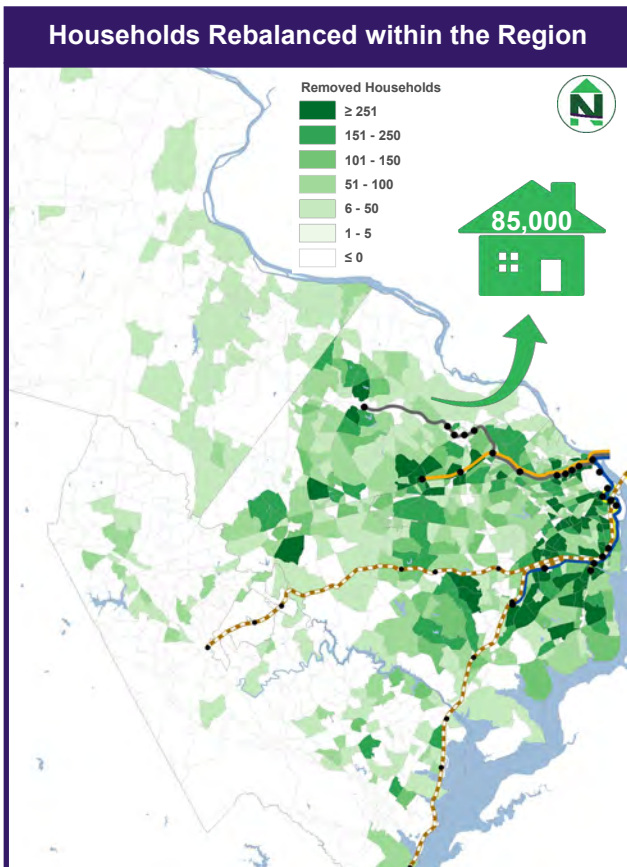 Households Rebalanced within the Region
Removed Households
≥ 251
151 - 250
101 - 150
51 - 100
6 - 50
1 - 5
≤ 0
N
85,000